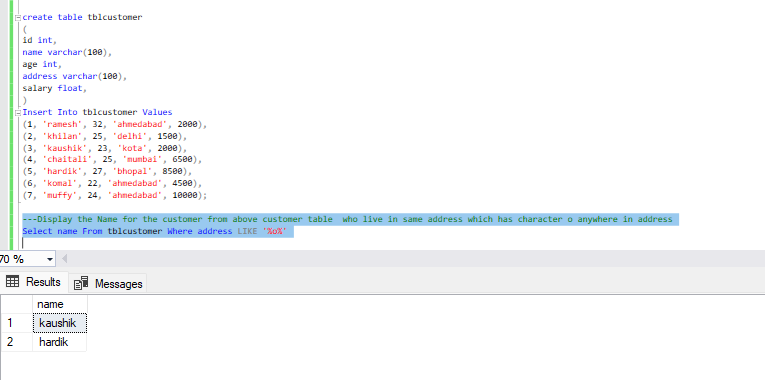 create table tblcustomer
(
id int,
name varchar(100),
age int,
address varchar(100),
salary float,
)
Insert Into tblcustomer Values
(1, 'ramesh', 32, 'ahmedabad', 2000),
(2, 'khilan', 25, 'delhi', 1500),
(3, 'kaushik', 23, 'kota', 2000),
(4, 'chaitali', 25, 'mumbai', 6500),
(5, 'hardik', 27, 'bhopal', 8500),
(6, 'komal', 22, 'ahmedabad', 4500),
(7, 'muffy', 24, 'ahmedabad', 10000);
---Display the Name for the customer from above customer table  who live in same address which has character o anywhere in address
Select name From tblcustomer Where address LIKE '%o%'
70 %
Results Messages
name
1 kaushik
2 hardik